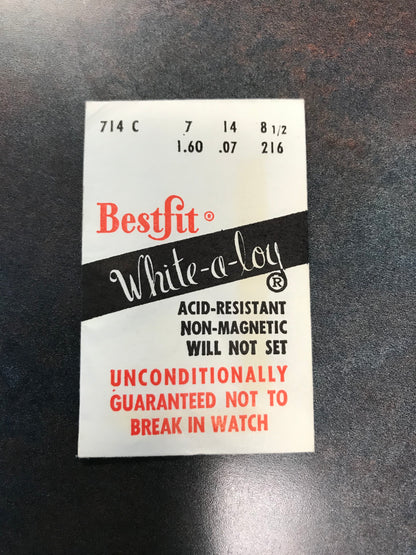 714 C 7 14 8 1/2
1.60 .07 216
Bestfit ®
White-a-loy ®
ACID-RESISTANT
NON-MAGNETIC
WILL NOT SET
UNCONDITIONALLY
GUARANTEED NOT TO
BREAK IN WATCH